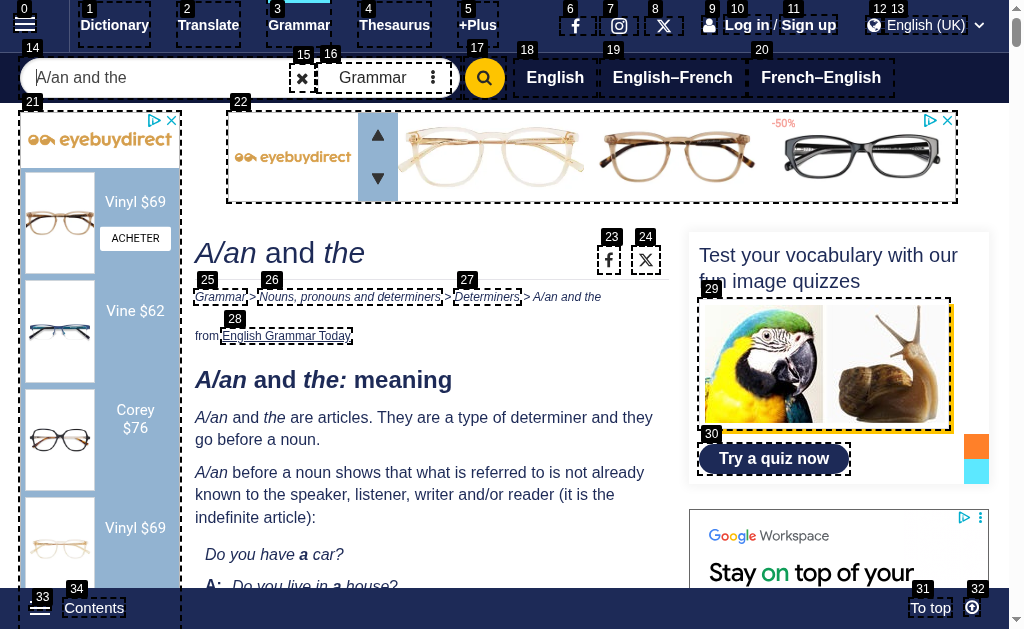 Dictionary Translate Grammar Thesaurus +Plus Log in / Sign up English (UK)
0 1 2 3 4 5 6 7 8 9 10 11 12 13
A/an and the Grammar English English–French French–English
14 15 16 17 18 19 20
21 22
eyebuydirect
Vinyl $69
ACHETER
Vine $62
Corey
$76
Vinyl $69
eyebuydirect
-50%
A/an and the
23 24
25 26 27
Grammar > Nouns, pronouns and determiners > Determiners > A/an and the
28
from English Grammar Today
A/an and the: meaning
A/an and the are articles. They are a type of determiner and they
go before a noun.
A/an before a noun shows that what is referred to is not already
known to the speaker, listener, writer and/or reader (it is the
indefinite article):
Do you have a car?
A: Do you live in a house?
Test your vocabulary with our
fun image quizzes
29
30
Try a quiz now
Google Workspace
Stay on top of your
33 34 31 32
Contents To top